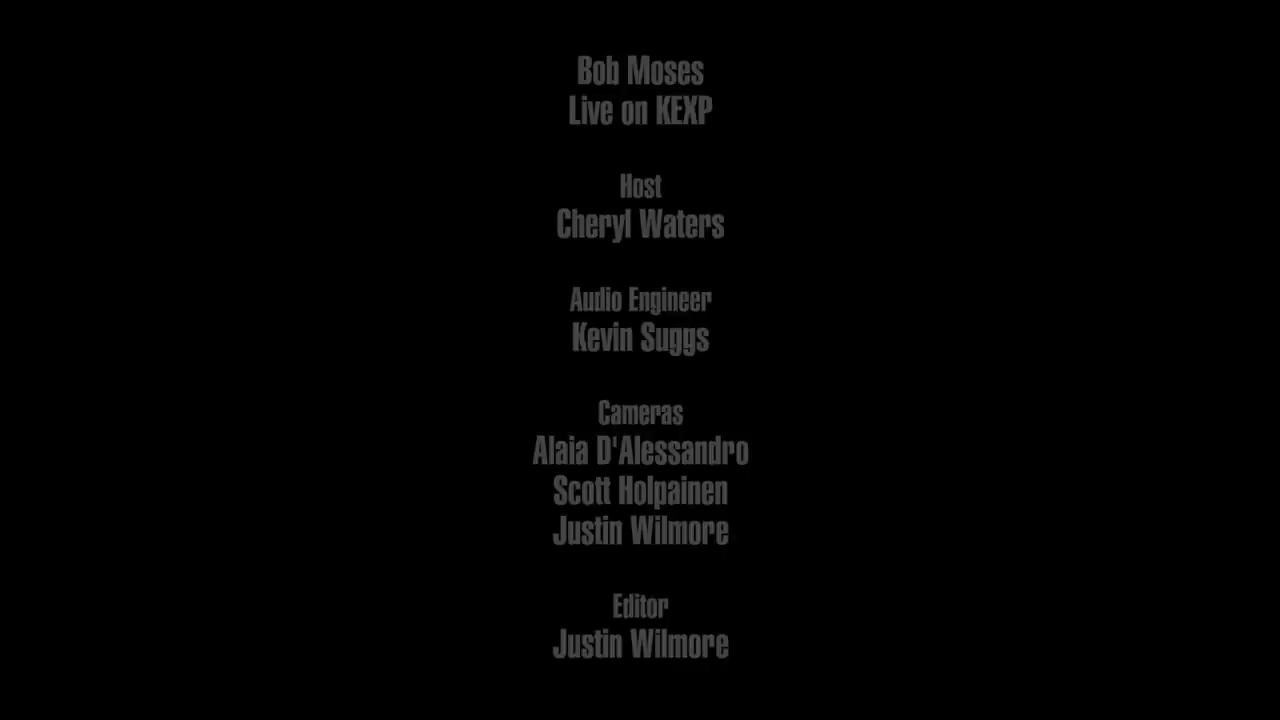 Bob Moses
Live on KEXP
Host
Cheryl Waters
Audio Engineer
Kevin Suggs
Cameras
Alaia D'Alessandro
Scott Holpainen
Justin Wilmore
Editor
Justin Wilmore